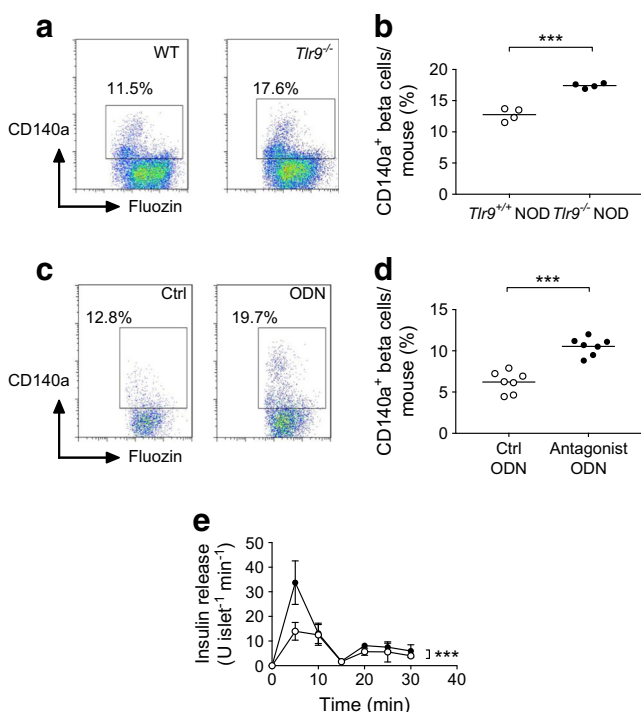 a
WT
11.5%
CD140a
Fluozin
Tlr9-/-
17.6%
b
***
CD140a+ beta cells/
mouse (%)
20
15
10
5
0
Tlr9+/+ NOD
Tlr9-/- NOD
c
Ctrl
12.8%
CD140a
Fluozin
ODN
19.7%
d
***
CD140a+ beta cells/
mouse (%)
15
10
5
0
Ctrl
ODN
Antagonist
ODN
e
Insulin release
(U islet-1 min-1)
50
40
30
20
10
0
0
10
20
30
40
***
Time (min)